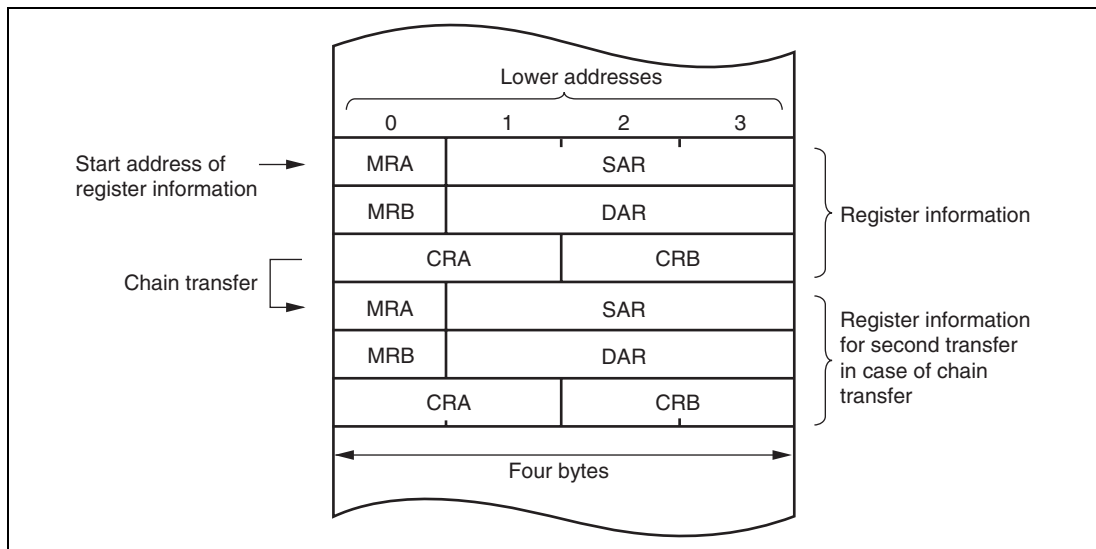 Lower addresses
0 1 2 3
Start address of
register information
MRA SAR
MRB DAR
CRA CRB
Register information
Chain transfer
MRA SAR
MRB DAR
CRA CRB
Register information
for second transfer
in case of chain
transfer
Four bytes